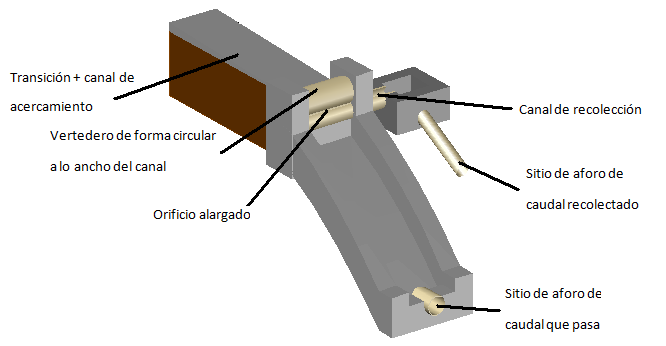 Transición + canal de
acercamiento
Vertedero de forma circular
a lo ancho del canal
Orificio alargado
Canal de recolección
Sitio de aforo de
caudal recolectado
Sitio de aforo de
caudal que pasa